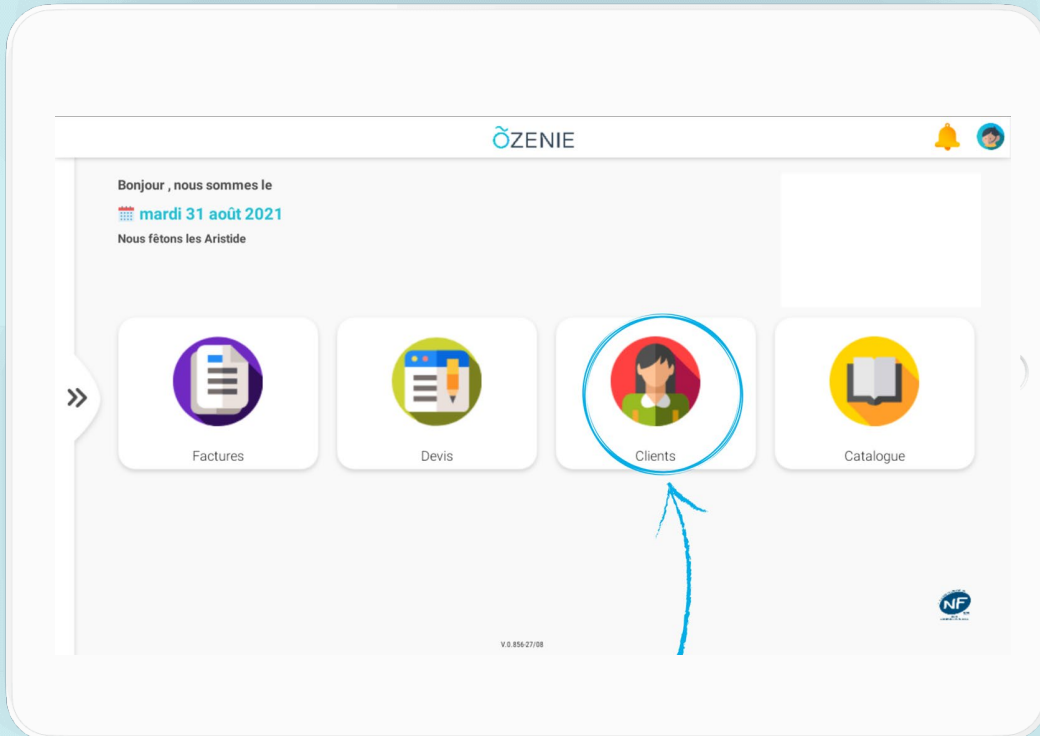 ÕZENIE
Bonjour , nous sommes le
mardi 31 août 2021
Nous fêtons les Aristide
Factures
Devis
Clients
Catalogue
NF
V.0.856-27/08